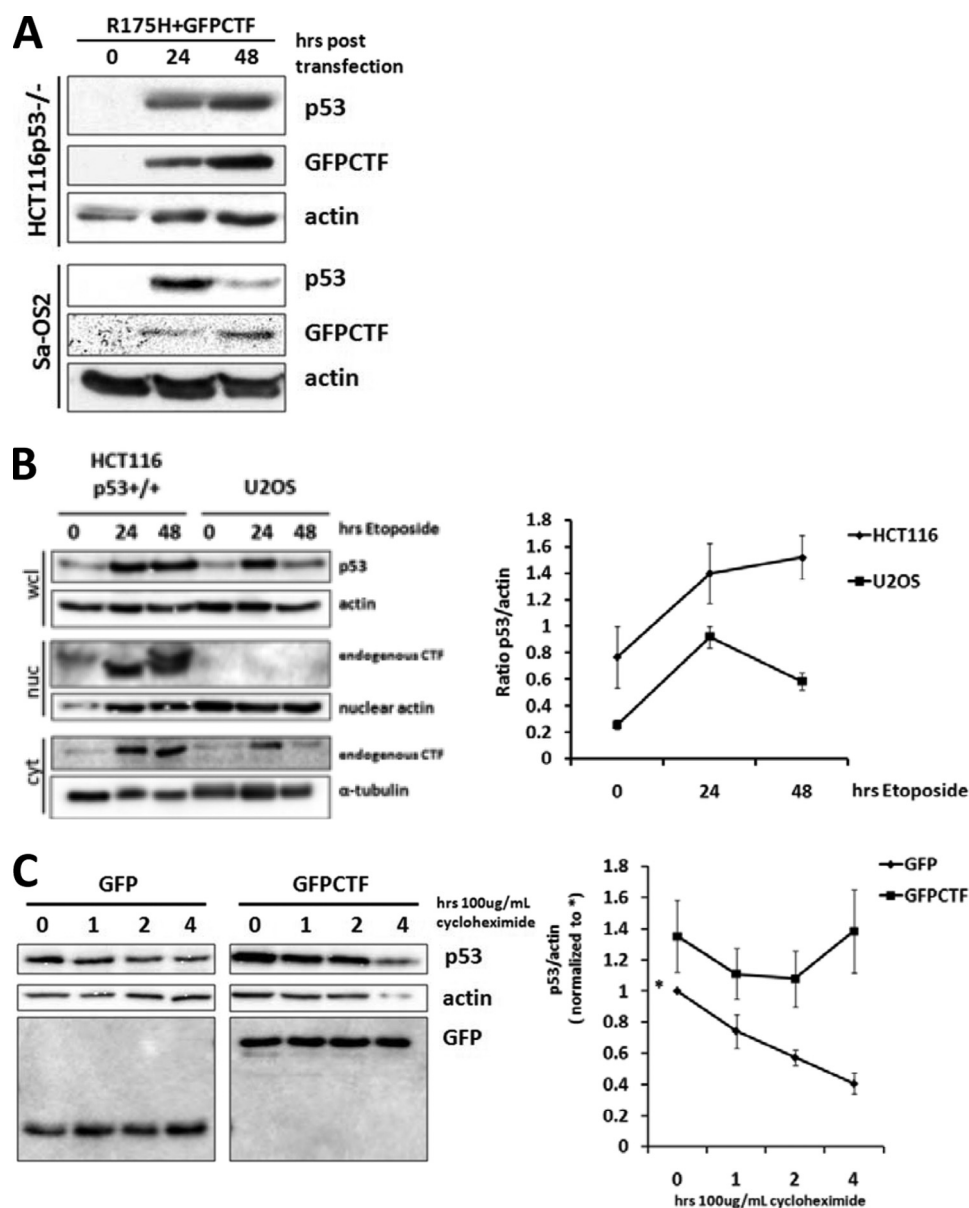 A
R175H+GFPCTF
hrs post
transfection
0 24 48
HCT116p53-/-
p53
GFPCTF
actin
Sa-OS2
p53
GFPCTF
actin
B
HCT116
p53+/+
U2OS
0 24 48 0 24 48
hrs Etoposide
wcl
p53
actin
nuc
endogenous CTF
nuclear actin
cyt
endogenous CTF
α-tubulin
Ratio p53/actin
1.8
1.6
1.4
1.2
1
0.8
0.6
0.4
0.2
0
0 24 48 hrs Etoposide
HCT116
U2OS
C
GFP GFPCTF
hrs 100ug/mL
cycloheximide
0 1 2 4 0 1 2 4
p53
actin
GFP
p53/actin
( normalized to *)
1.8
1.6
1.4
1.2
1
0.8
0.6
0.4
0.2
0
*
0 1 2 4
hrs 100ug/mL cycloheximide
GFP
GFPCTF